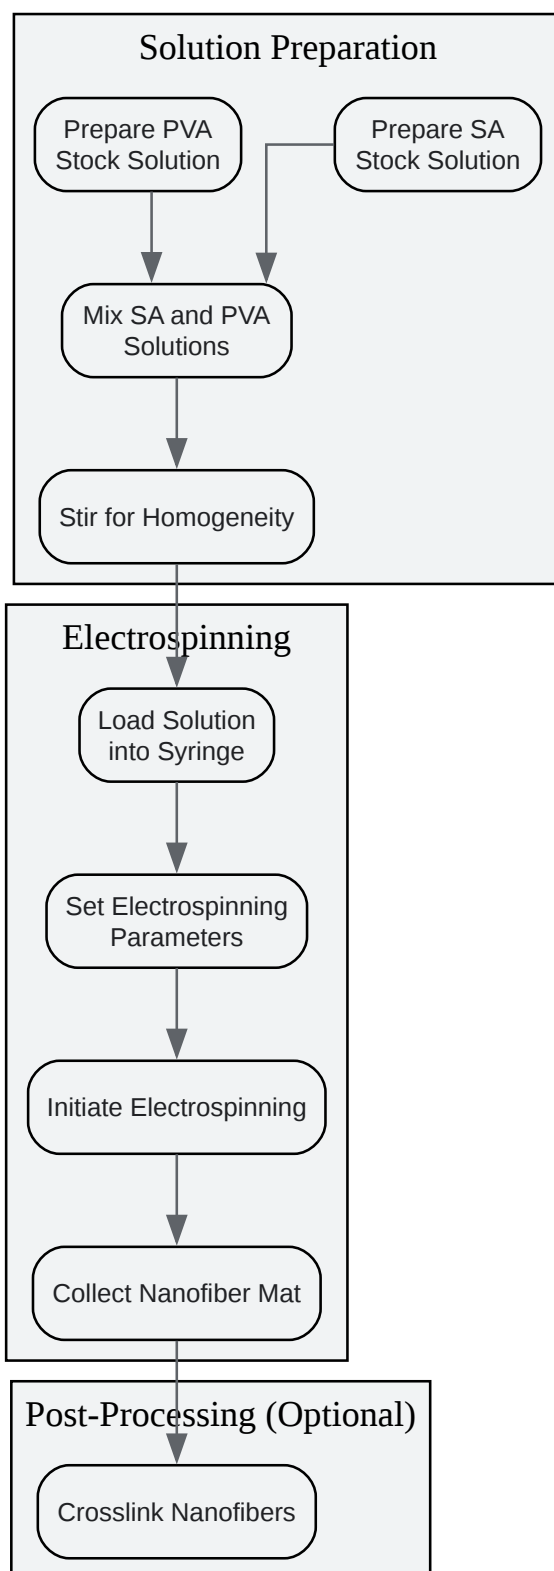 Solution Preparation
Prepare PVA
Stock Solution
Prepare SA
Stock Solution
Mix SA and PVA
Solutions
Stir for Homogeneity
Electrospinning
Load Solution
into Syringe
Set Electrospinning
Parameters
Initiate Electrospinning
Collect Nanofiber Mat
Post-Processing (Optional)
Crosslink Nanofibers